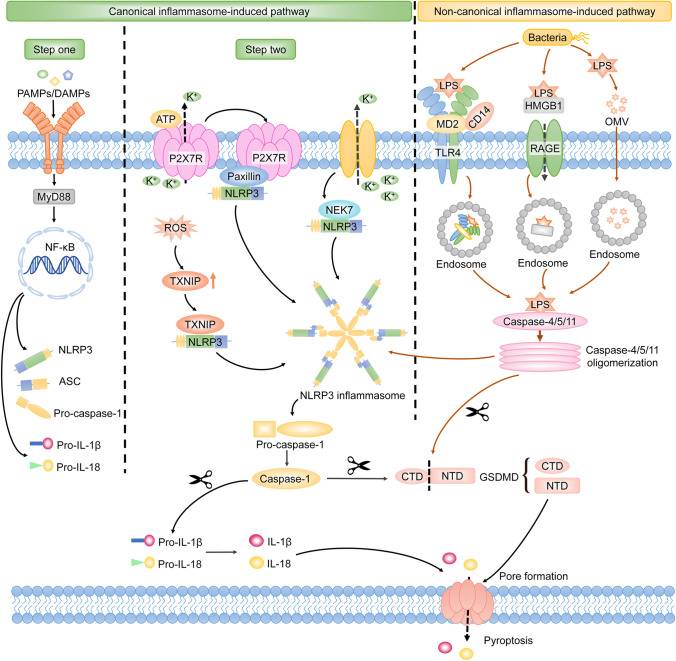 Canonical inflammasome-induced pathway
Non-canonical inflammasome-induced pathway
Step one
PAMPs/DAMPs
MyD88
NF-κB
NLRP3
ASC
Pro-caspase-1
Pro-IL-1β
Pro-IL-18
Step two
ATP
K⁺
P2X7R
K⁺
K⁺
K⁺
P2X7R
Paxillin
NLRP3
K⁺
K⁺
K⁺
K⁺
K⁺
NEK7
NLRP3
ROS
TXNIP
TXNIP
NLRP3
NLRP3 inflammasome
Pro-caspase-1
Caspase-1
Pro-IL-1β
Pro-IL-18
IL-1β
IL-18
Bacteria
LPS
MD2
CD14
TLR4
LPS
HMGB1
RAGE
LPS
OMV
Endosome
Endosome
Endosome
LPS
Caspase-4/5/11
Caspase-4/5/11
oligomerization
CTD
NTD
GSDMD
CTD
NTD
Pore formation
Pyroptosis